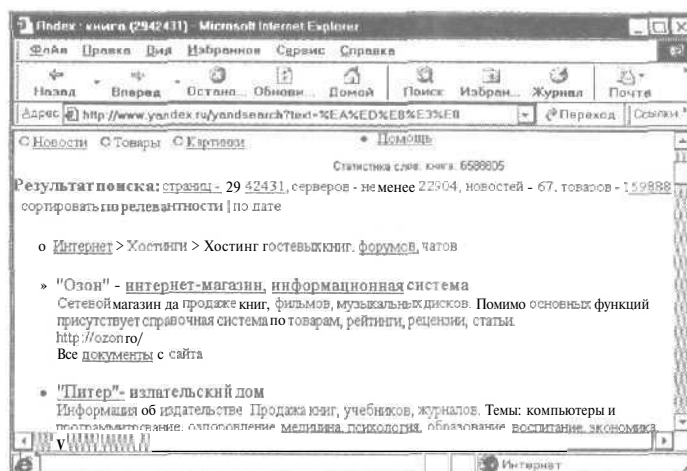 Яndex : книга (2942431) - Microsoft Internet Explorer
Файл Правка Вид Избранное Сервис Справка
Назад Вперед Остано... Обнови... Домой Поиск Избран... Журнал Почта
Адрес http://www.yandex.ru/yandsearch?text=%EA%ED%E8%E3%E0 Переход Ссылки
О Новости О Товары О Картинки • Помощь
Статистика слов: книга: 6588805
Результат поиска: страниц - 29 42431, серверов - не менее 22904, новостей - 67, товаров - 159888
сортировать по релевантности | по дате
o Интернет > Хостинги > Хостинг гостевых книг, форумов, чатов
» "Озон" - интернет-магазин, информационная система
Сетевой магазин да продаже книг, фильмов, музыкальных дисков. Помимо основных функций
присутствует справочная система по товарам, рейтинги, рецензии, статьи.
http://ozon ro/
Все документы с сайта
• "Питер"- издательский дом
Информация об издательстве Продажа книг, учебников, журналов. Темы: компьютеры и
программирование, оздоровление медицина, психология, образование воспитание, экономика,
V
Интернет